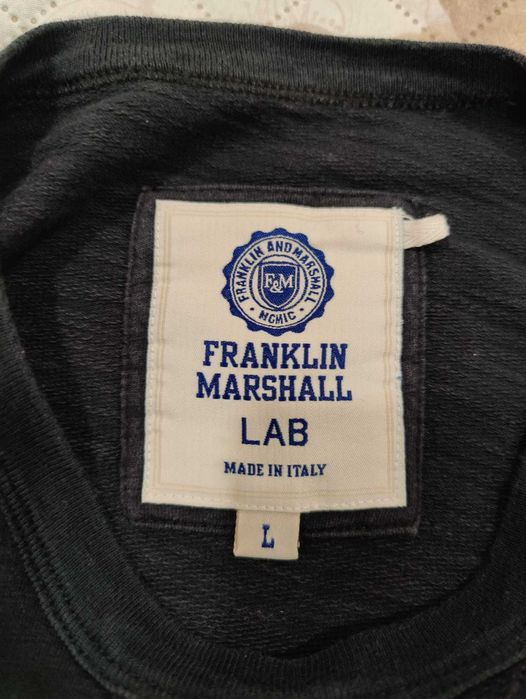 FRANKLIN AND MARSHALL
F&M
MCMIC
FRANKLIN
MARSHALL
LAB
MADE IN ITALY
L